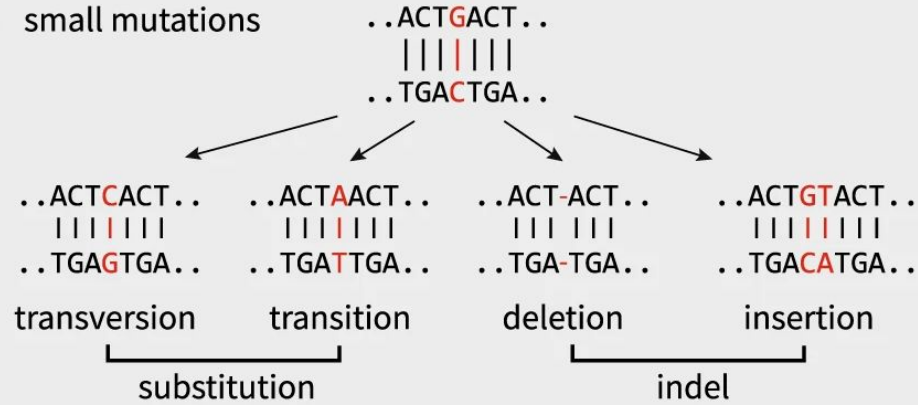 small mutations
..ACTGACT..
..TGACTGA..
..ACTCACT.. ..ACTAACT.. ..ACT-ACT.. ..ACTGTACT..
..TGAGTGA.. ..TGATTGA.. ..TGA-TGA.. ..TGACATGA..
transversion transition deletion insertion
substitution indel